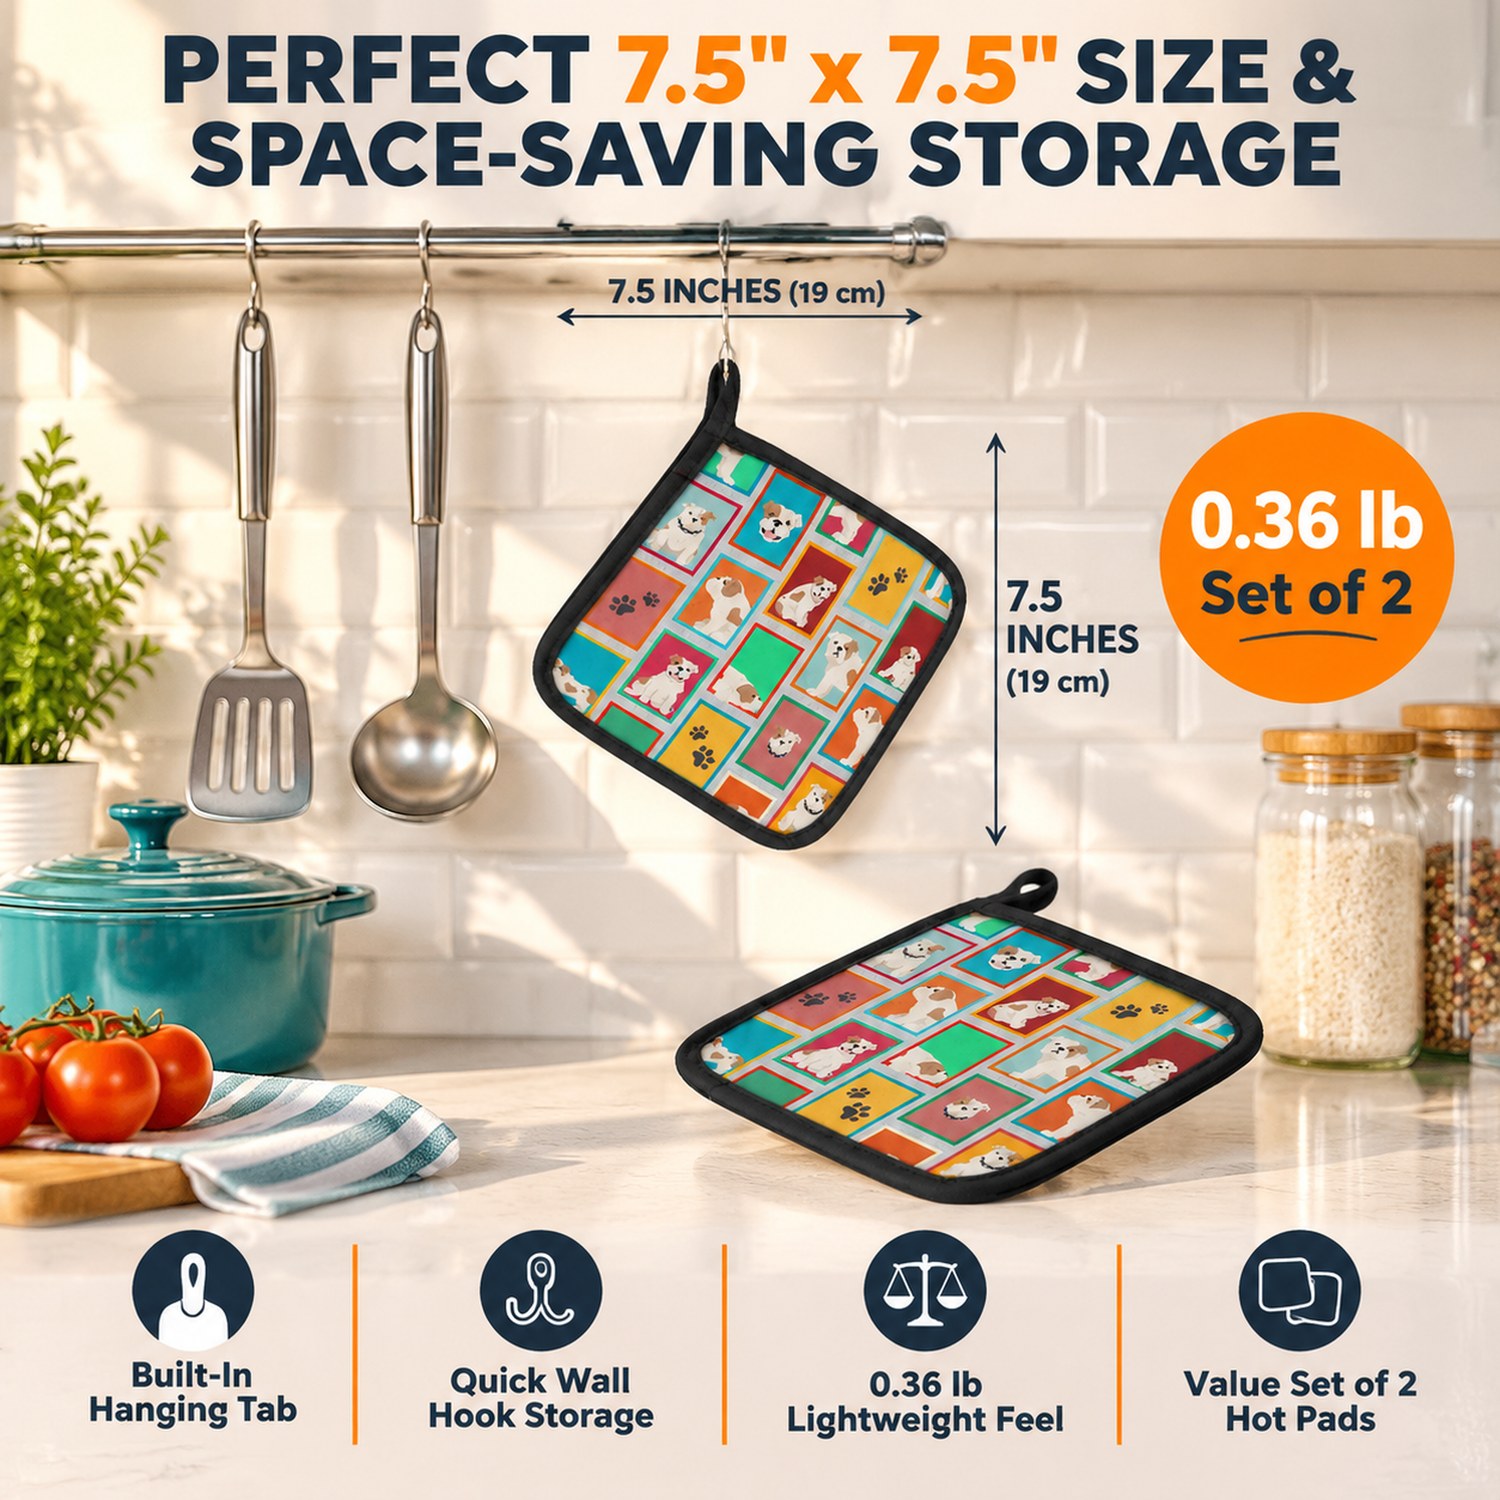 PERFECT 7.5" x 7.5" SIZE &
SPACE-SAVING STORAGE
7.5 INCHES (19 cm)
7.5
INCHES
(19 cm)
0.36 lb
Set of 2
Built-In
Hanging Tab
Quick Wall
Hook Storage
0.36 lb
Lightweight Feel
Value Set of 2
Hot Pads